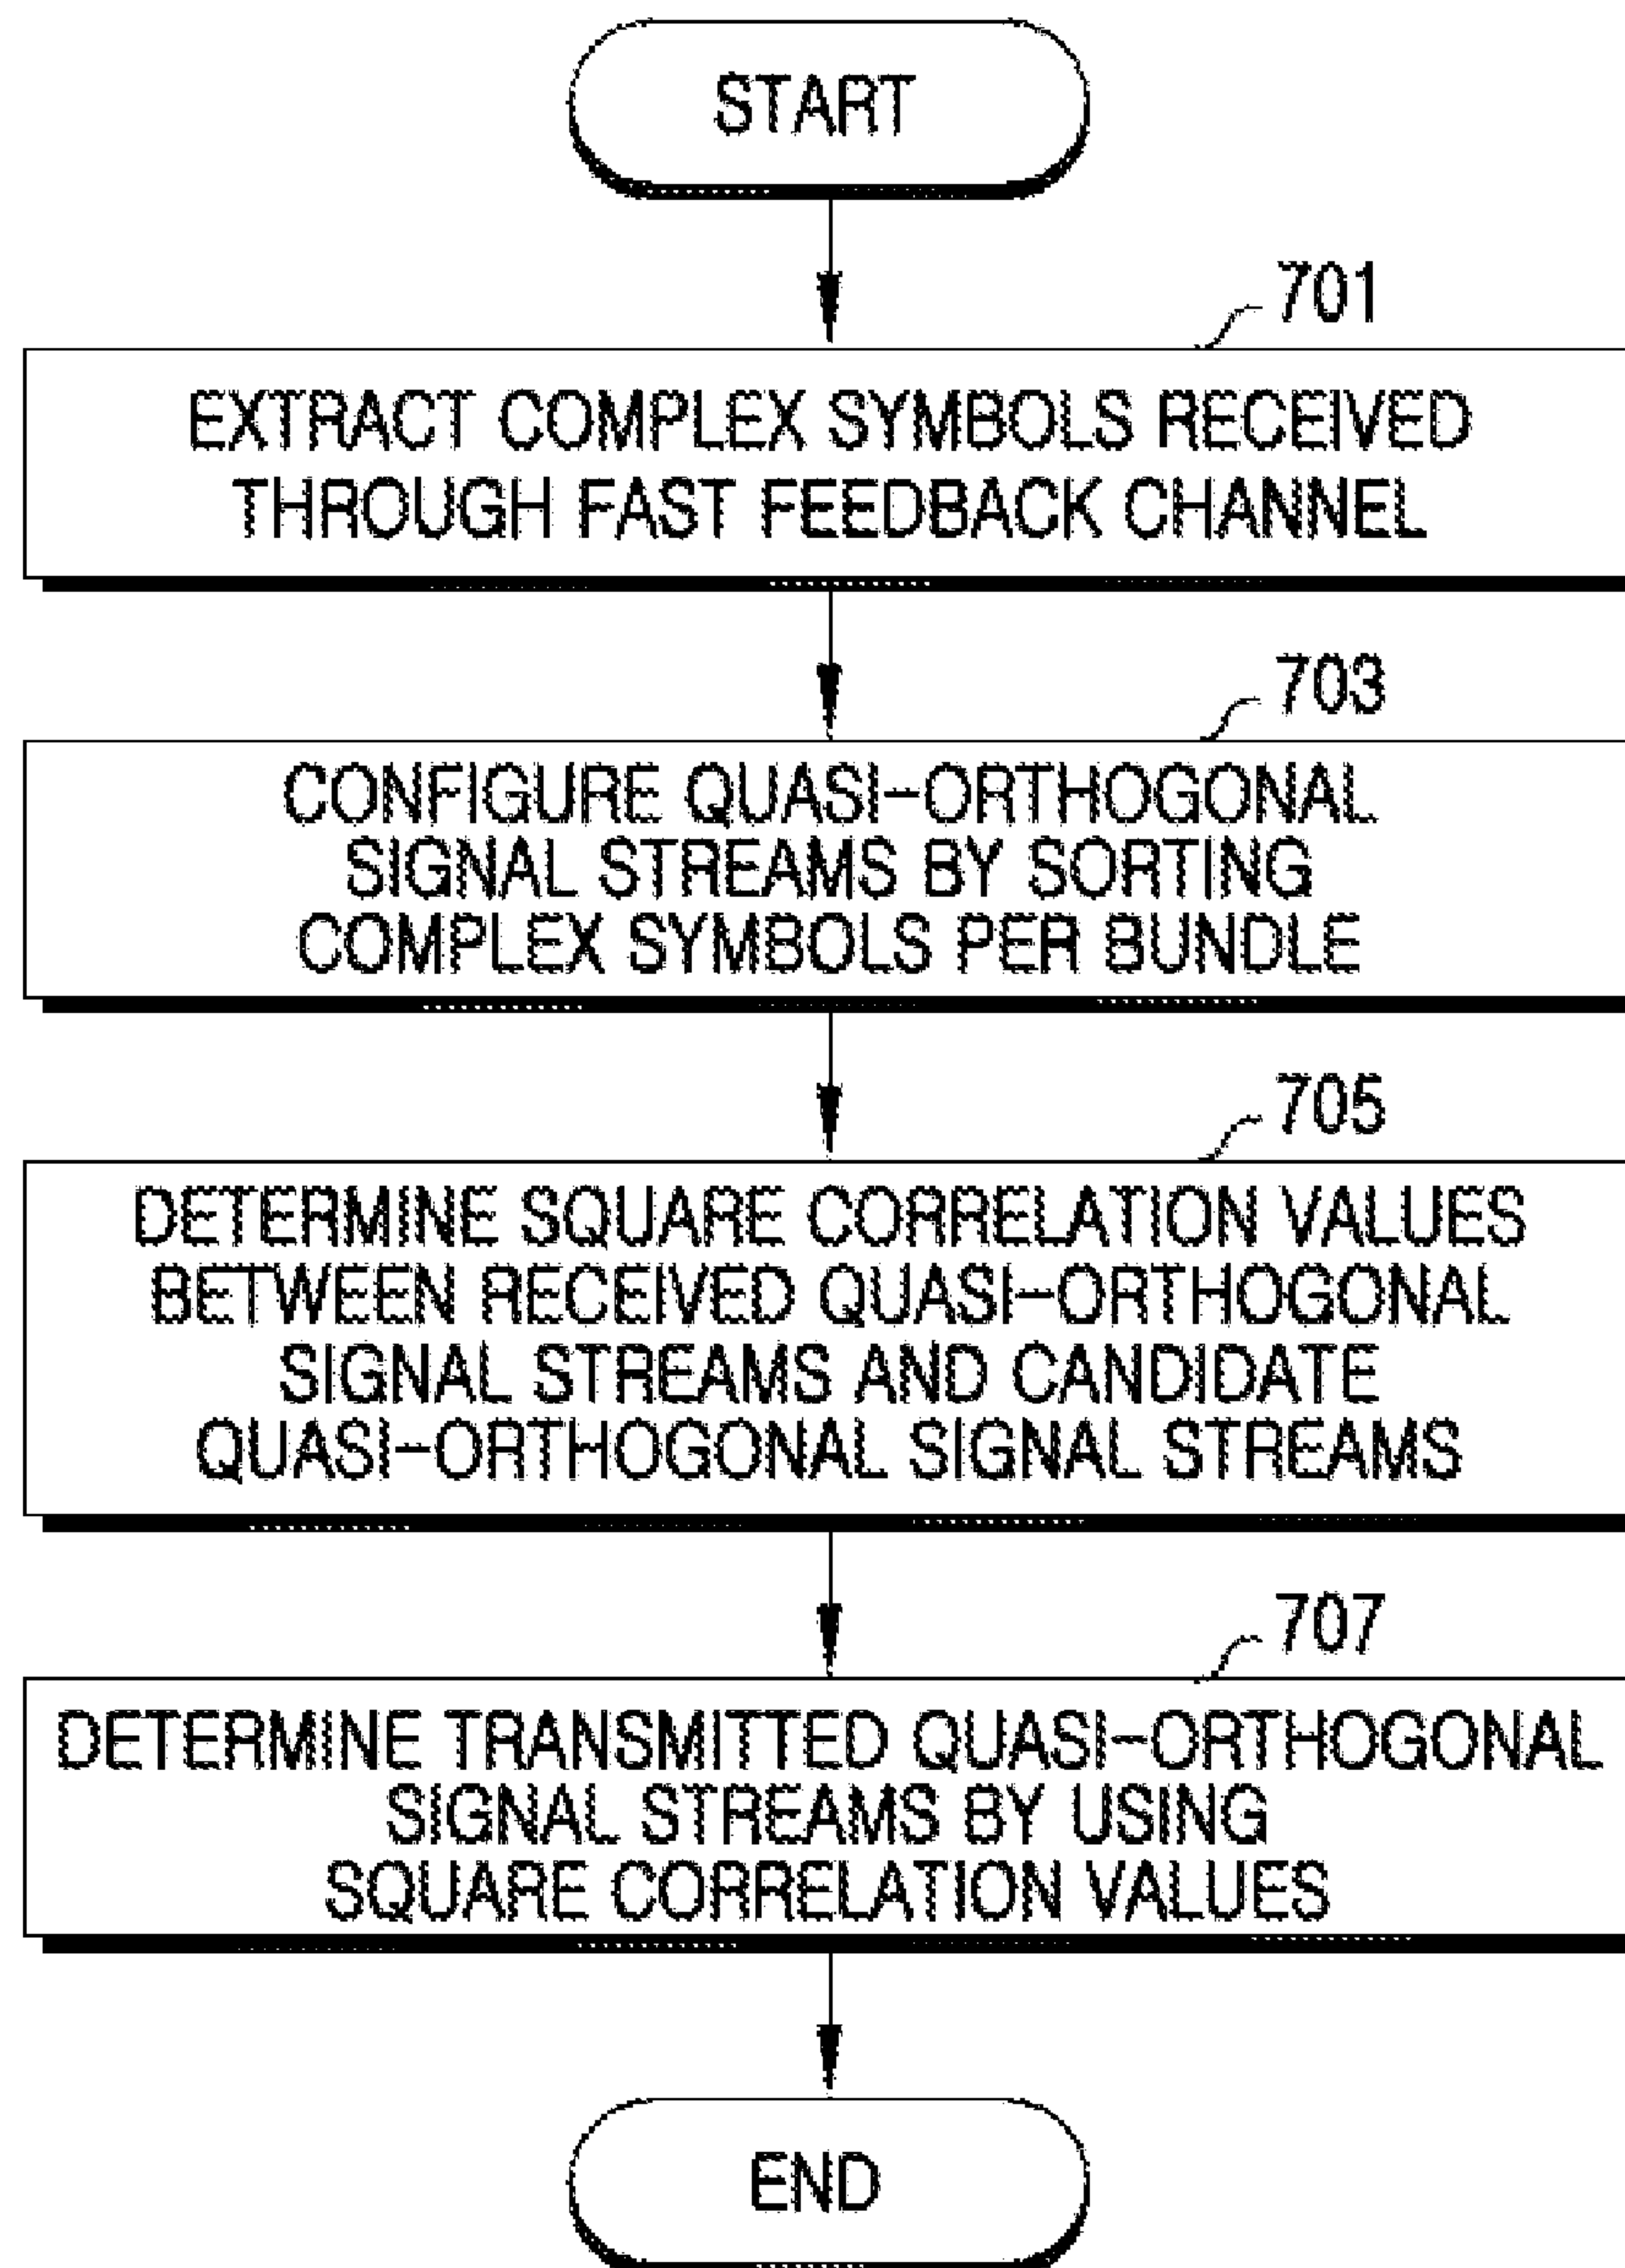 START
701
EXTRACT COMPLEX SYMBOLS RECEIVED
THROUGH FAST FEEDBACK CHANNEL
703
CONFIGURE QUASI-ORTHOGONAL
SIGNAL STREAMS BY SORTING
COMPLEX SYMBOLS PER BUNDLE
705
DETERMINE SQUARE CORRELATION VALUES
BETWEEN RECEIVED QUASI-ORTHOGONAL
SIGNAL STREAMS AND CANDIDATE
QUASI-ORTHOGONAL SIGNAL STREAMS
707
DETERMINE TRANSMITTED QUASI-ORTHOGONAL
SIGNAL STREAMS BY USING
SQUARE CORRELATION VALUES
END